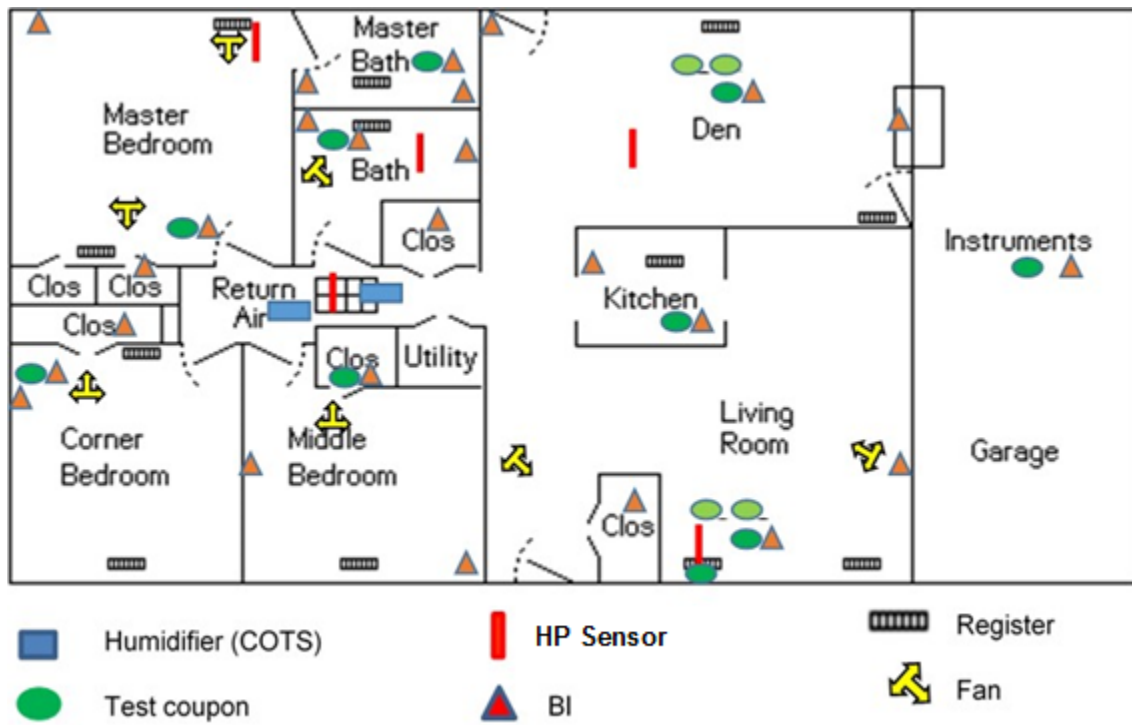 Master
Bath
Master
Bedroom
Den
Bath
Clos
Instruments
Clos
Clos
Return
Air
Kitchen
Clos
Clos
Utility
Living
Room
Corner
Bedroom
Middle
Bedroom
Garage
Clos
Humidifier (COTS)
HP Sensor
Register
Test coupon
BI
Fan